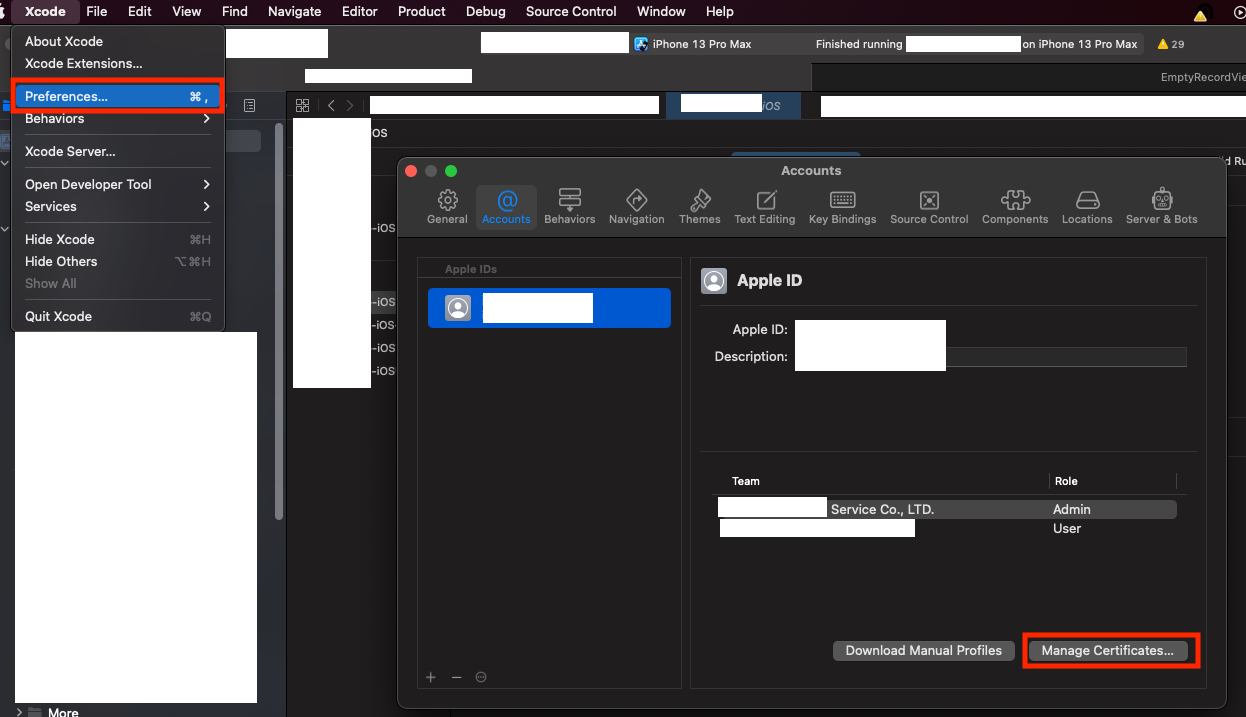 Xcode File Edit View Find Navigate Editor Product Debug Source Control Window Help
About Xcode
Xcode Extensions...
Preferences... ⌘ ,
Behaviors
Xcode Server...
Open Developer Tool
Services
Hide Xcode ⌘H
Hide Others ⌥⌘H
Show All
Quit Xcode ⌘Q
More
iPhone 13 Pro Max
Finished running on iPhone 13 Pro Max
29
iOS
-iOS
-iOS
-iOS
-iOS
-iOS
Accounts
General Accounts Behaviors Navigation Themes Text Editing Key Bindings Source Control Components Locations Server & Bots
Apple IDs
Apple ID
Apple ID:
Description:
Team Role
Service Co., LTD. Admin
User
Download Manual Profiles
Manage Certificates...